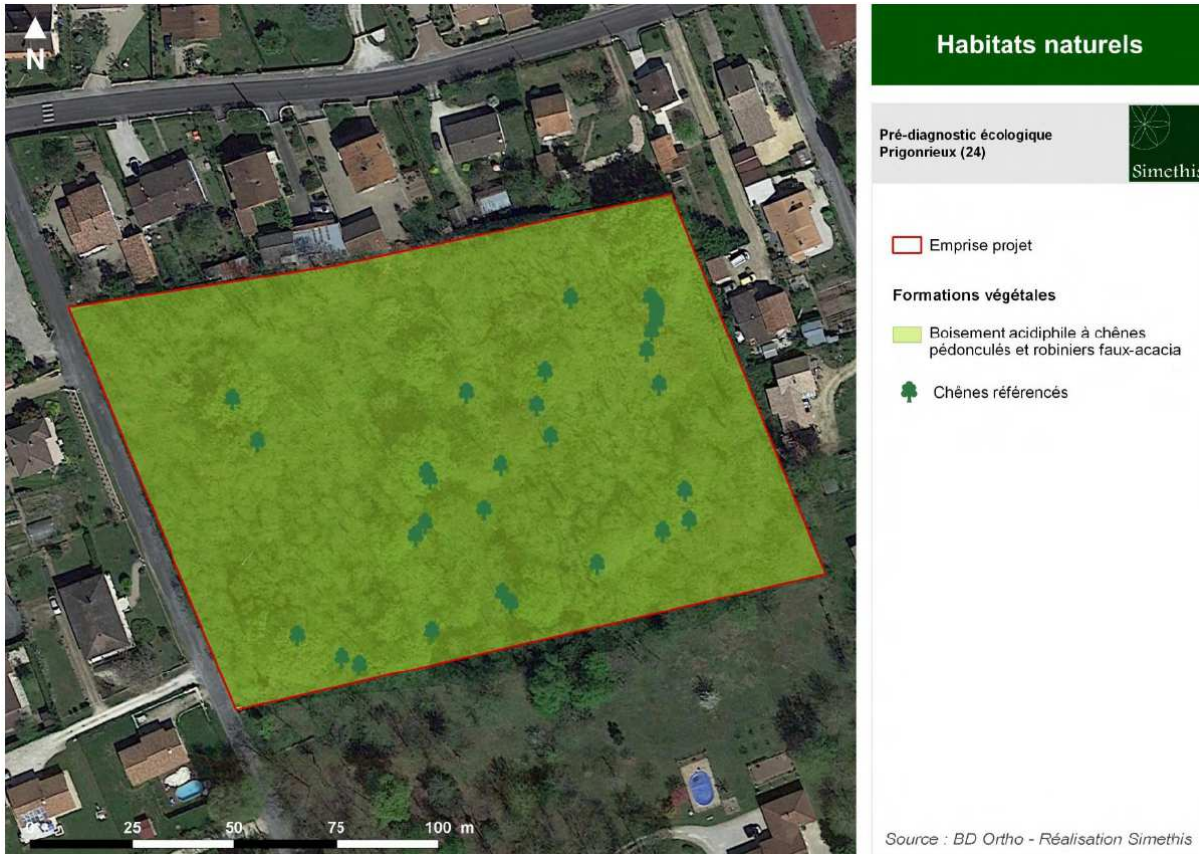 N
0
25
50
75
100 m
Habitats naturels
Pré-diagnostic écologique
Prigonrieux (24)
Simethis
Emprise projet
Formations végétales
Boisement acidiphile à chênes
pédonculés et robiniers faux-acacia
Chênes référencés
Source : BD Ortho - Réalisation Simethis